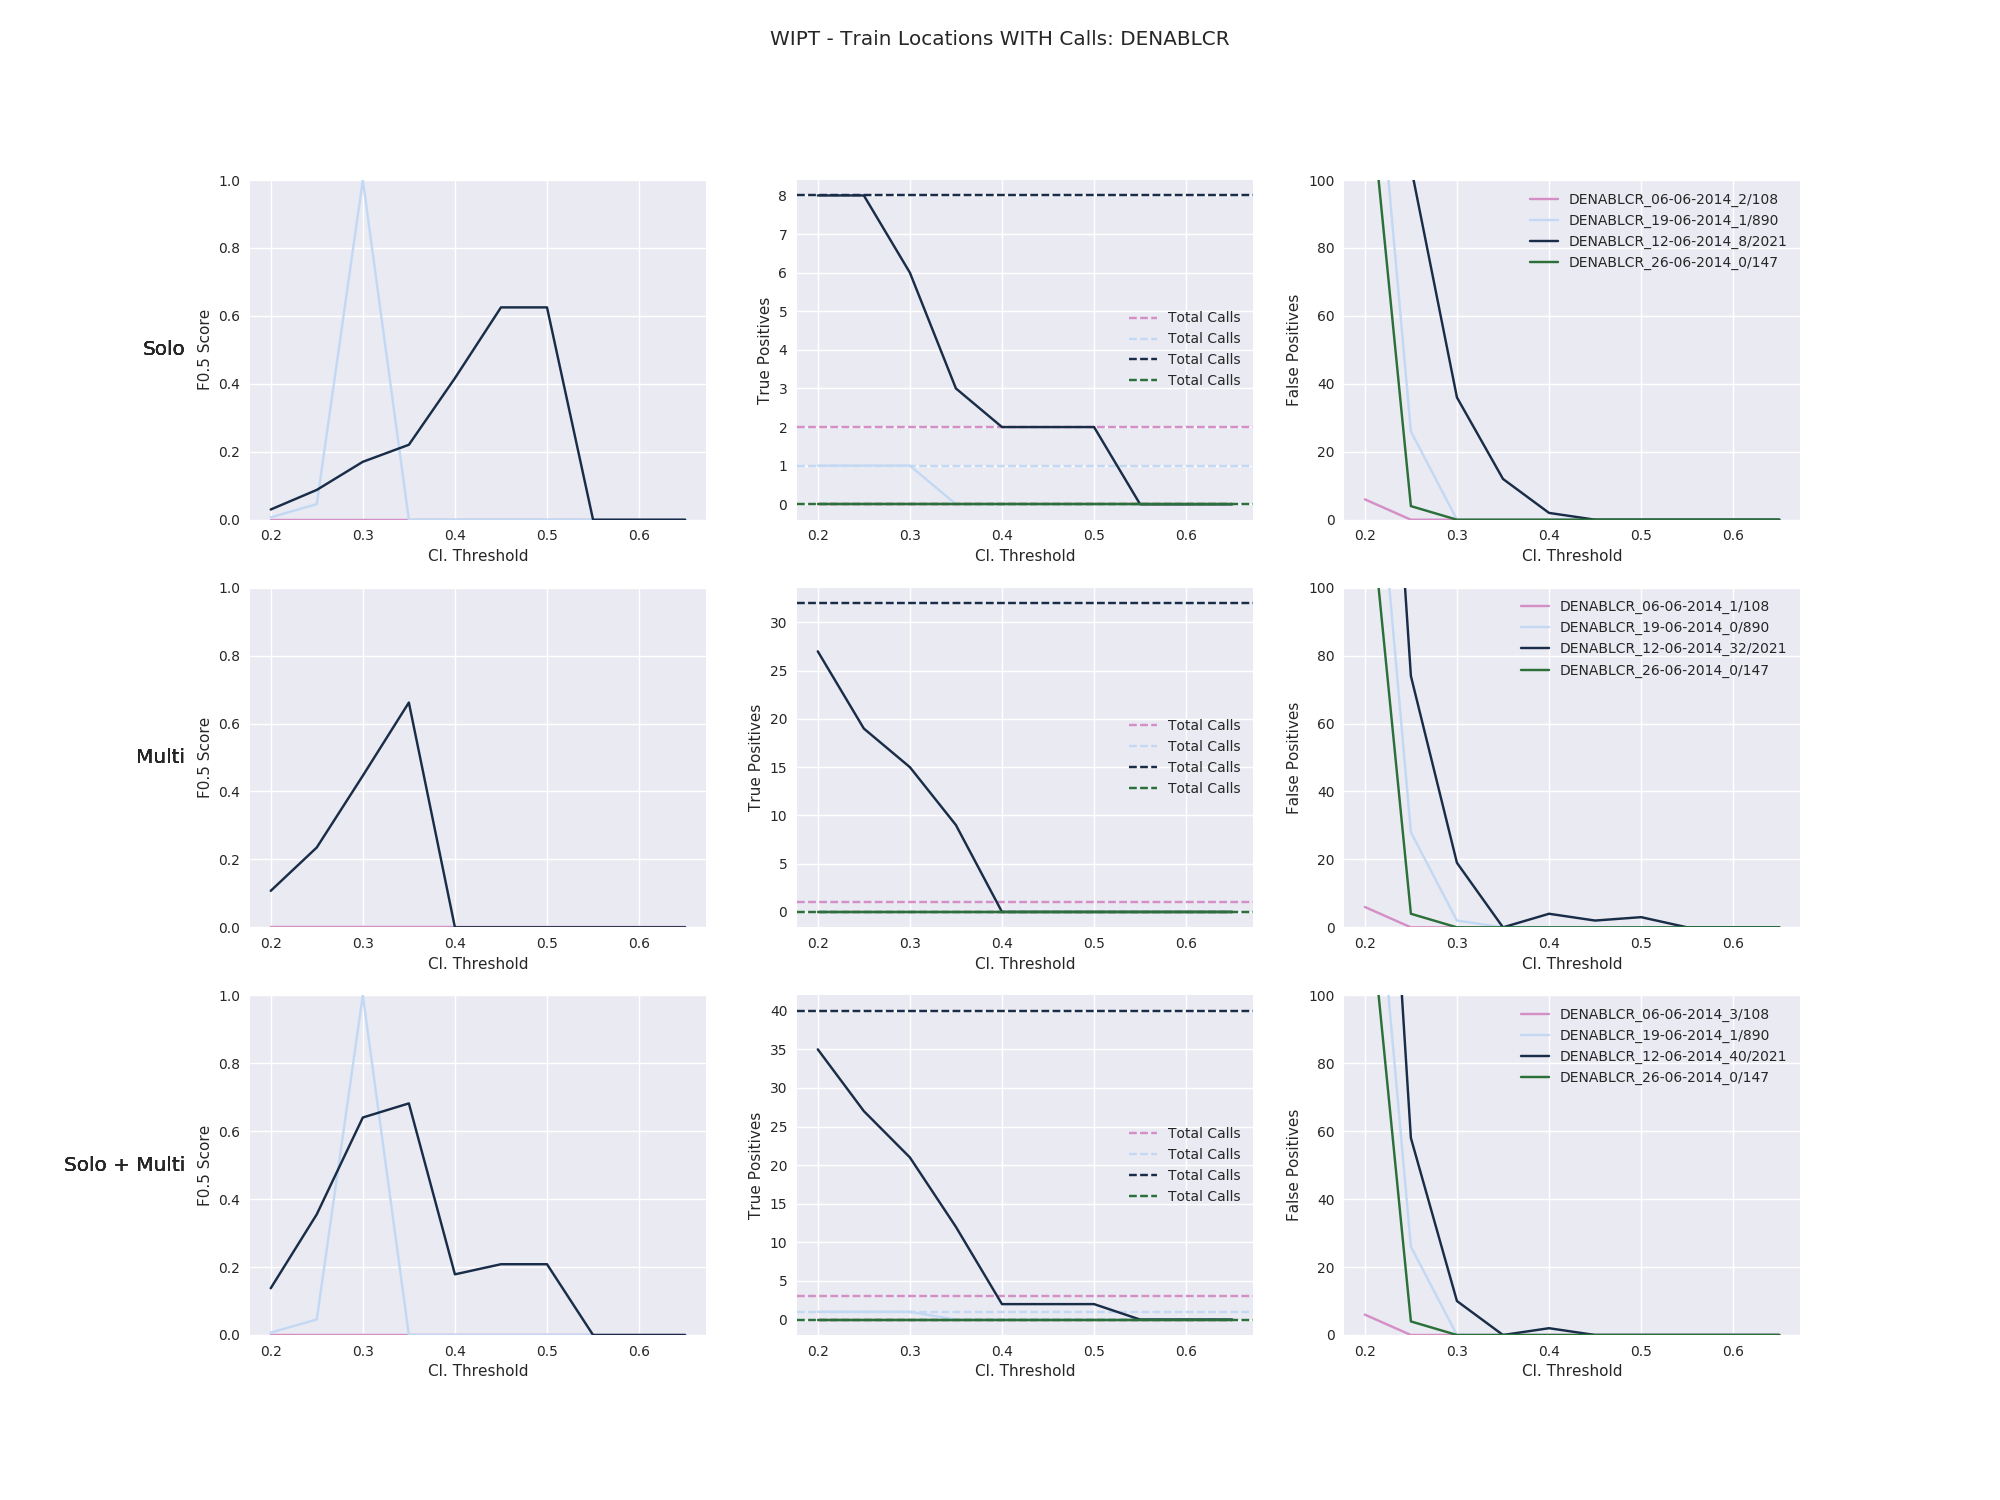 WIPT - Train Locations WITH Calls: DENABLCR
Solo
F0.5 Score
1.0
0.8
0.6
0.4
0.2
0.0
0.2 0.3 0.4 0.5 0.6
Cl. Threshold
True Positives
8
7
6
5
4
3
2
1
0
Total Calls
Total Calls
Total Calls
Total Calls
0.2 0.3 0.4 0.5 0.6
Cl. Threshold
False Positives
100
80
60
40
20
0
DENABLCR_06-06-2014_2/108
DENABLCR_19-06-2014_1/890
DENABLCR_12-06-2014_8/2021
DENABLCR_26-06-2014_0/147
0.2 0.3 0.4 0.5 0.6
Cl. Threshold
Multi
F0.5 Score
1.0
0.8
0.6
0.4
0.2
0.0
0.2 0.3 0.4 0.5 0.6
Cl. Threshold
True Positives
30
25
20
15
10
5
0
Total Calls
Total Calls
Total Calls
Total Calls
0.2 0.3 0.4 0.5 0.6
Cl. Threshold
False Positives
100
80
60
40
20
0
DENABLCR_06-06-2014_1/108
DENABLCR_19-06-2014_0/890
DENABLCR_12-06-2014_32/2021
DENABLCR_26-06-2014_0/147
0.2 0.3 0.4 0.5 0.6
Cl. Threshold
Solo + Multi
F0.5 Score
1.0
0.8
0.6
0.4
0.2
0.0
0.2 0.3 0.4 0.5 0.6
Cl. Threshold
True Positives
40
35
30
25
20
15
10
5
0
Total Calls
Total Calls
Total Calls
Total Calls
0.2 0.3 0.4 0.5 0.6
Cl. Threshold
False Positives
100
80
60
40
20
0
DENABLCR_06-06-2014_3/108
DENABLCR_19-06-2014_1/890
DENABLCR_12-06-2014_40/2021
DENABLCR_26-06-2014_0/147
0.2 0.3 0.4 0.5 0.6
Cl. Threshold